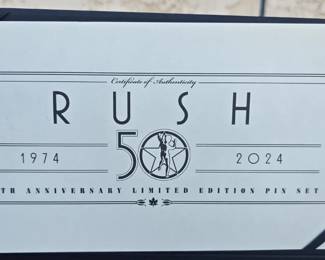 Certificate of Authenticity
RUSH
1974 50 2024
TH ANNIVERSARY LIMITED EDITION PIN SET